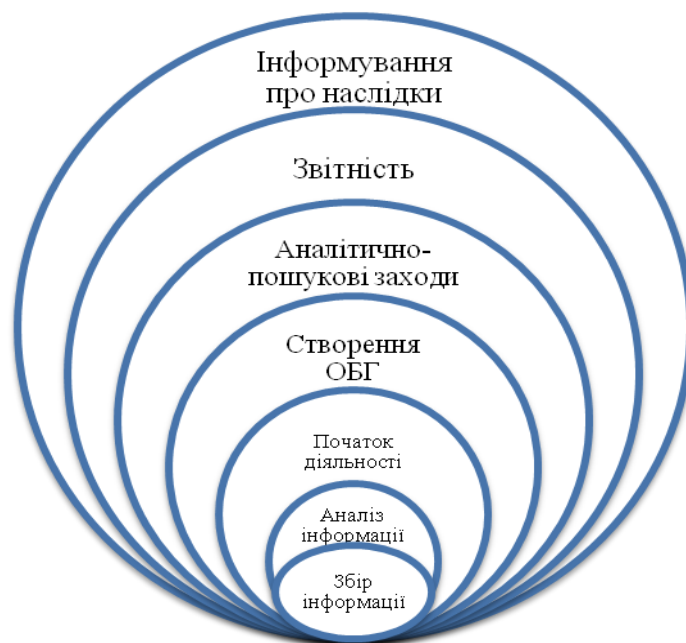 Інформування
про наслідки
Звітність
Аналітично-
пошукові заходи
Створення
ОБГ
Початок
діяльності
Аналіз
інформації
Збір
інформації